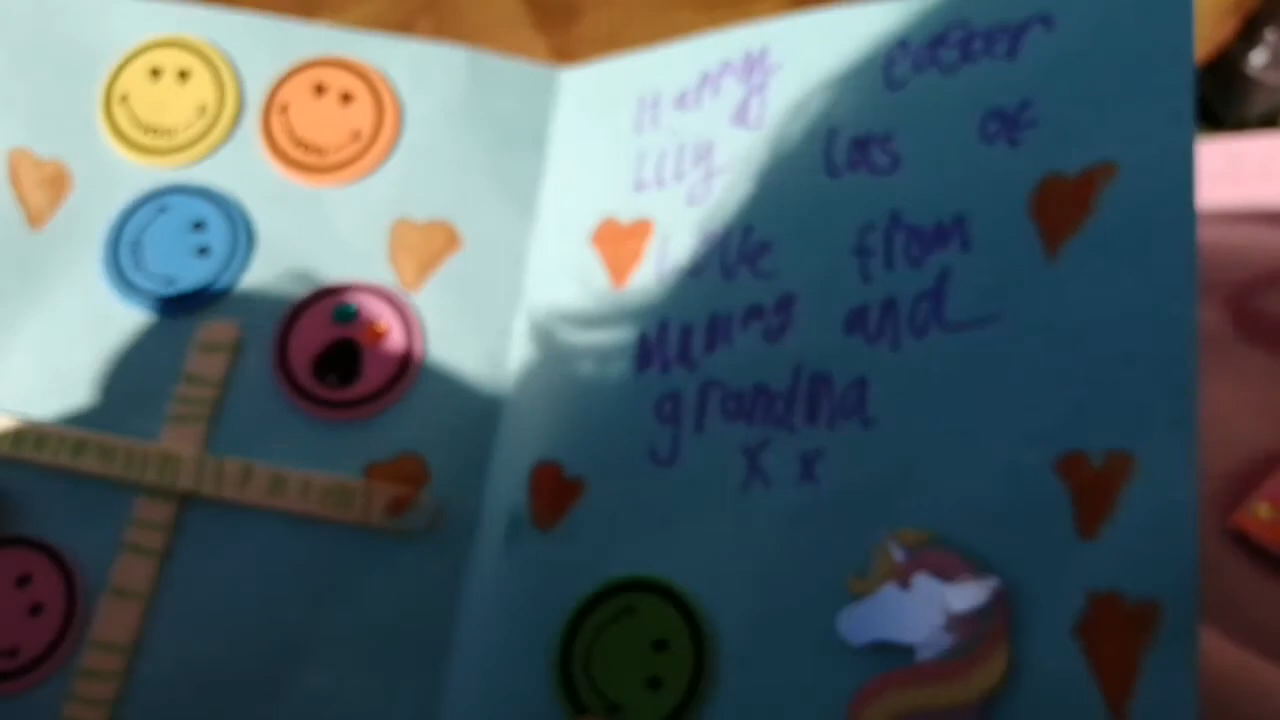 Happy easter
Lily lots of
Love from
Mummy and
grandma
X x